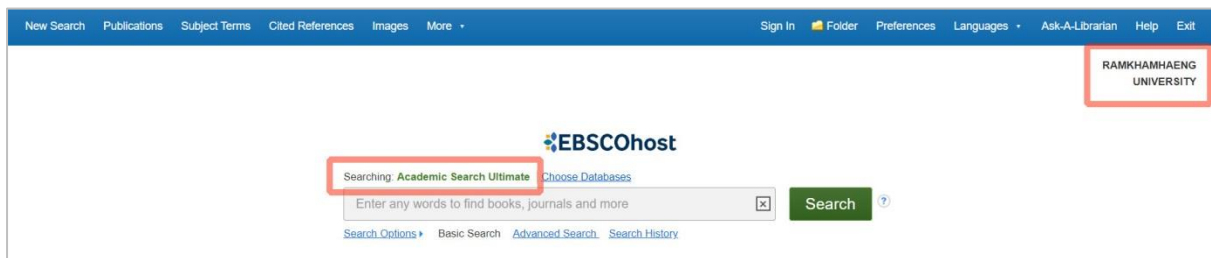 New Search Publications Subject Terms Cited References Images More Sign In Folder Preferences Languages Ask-A-Librarian Help Exit
RAMKHAMHAENG
UNIVERSITY
EBSCOhost
Searching: Academic Search Ultimate Choose Databases
Enter any words to find books, journals and more Search ?
Search Options Basic Search Advanced Search Search History